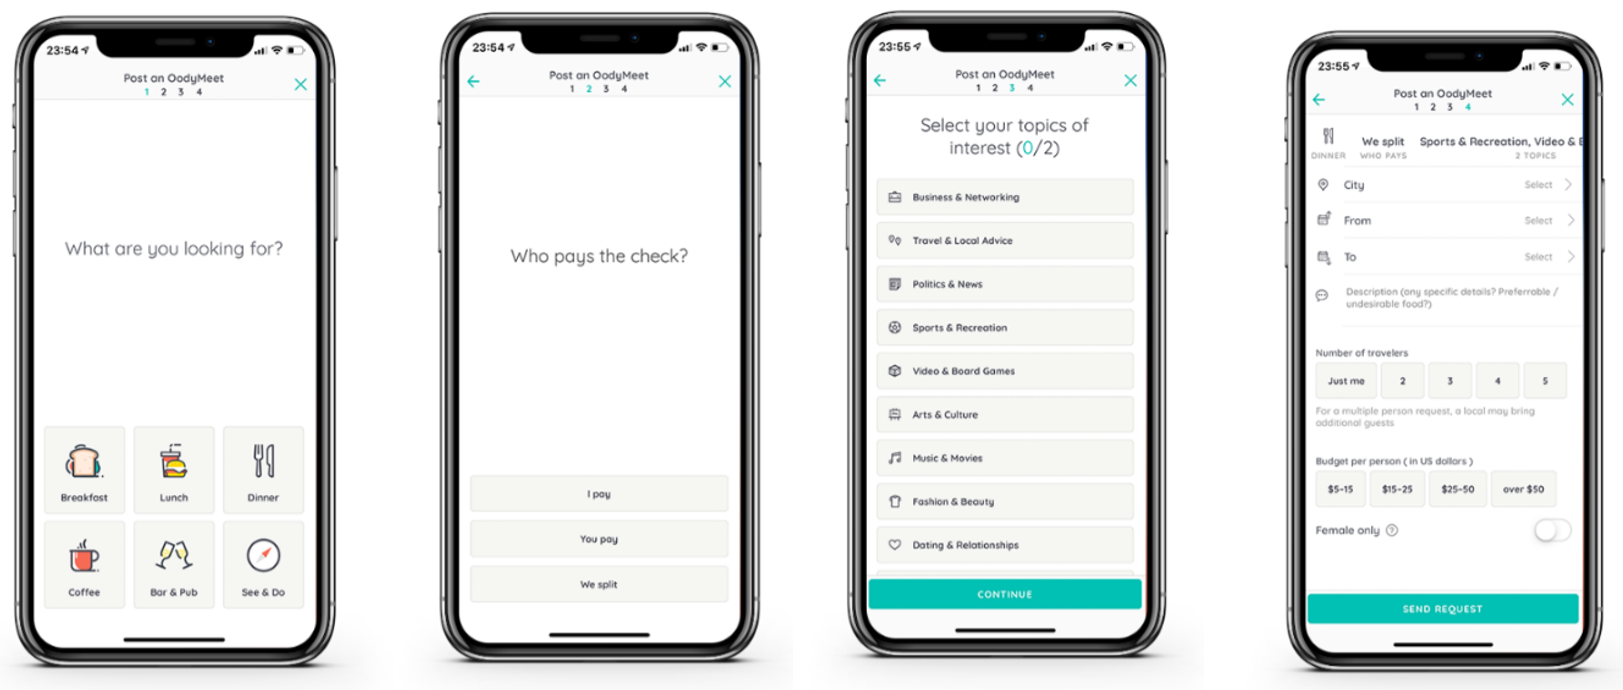 23:54
Post an OodyMeet
1 2 3 4
What are you looking for?
Breakfast
Lunch
Dinner
Coffee
Bar & Pub
See & Do
23:54
Post an OodyMeet
1 2 3 4
Who pays the check?
I pay
You pay
We split
23:55
Post an OodyMeet
1 2 3 4
Select your topics of
interest (0/2)
Business & Networking
Travel & Local Advice
Politics & News
Sports & Recreation
Video & Board Games
Arts & Culture
Music & Movies
Fashion & Beauty
Dating & Relationships
CONTINUE
23:55
Post an OodyMeet
1 2 3 4
We split Sports & Recreation, Video & B
DINNER WHO PAYS 2 TOPICS
City Select
From Select
To Select
Description (any specific details? Preferrable /
undesirable food?)
Number of travelers
Just me 2 3 4 5
For a multiple person request, a local may bring
additional guests
Budget per person ( in US dollars )
$5-15 $15-25 $25-50 over $50
Female only ?
SEND REQUEST